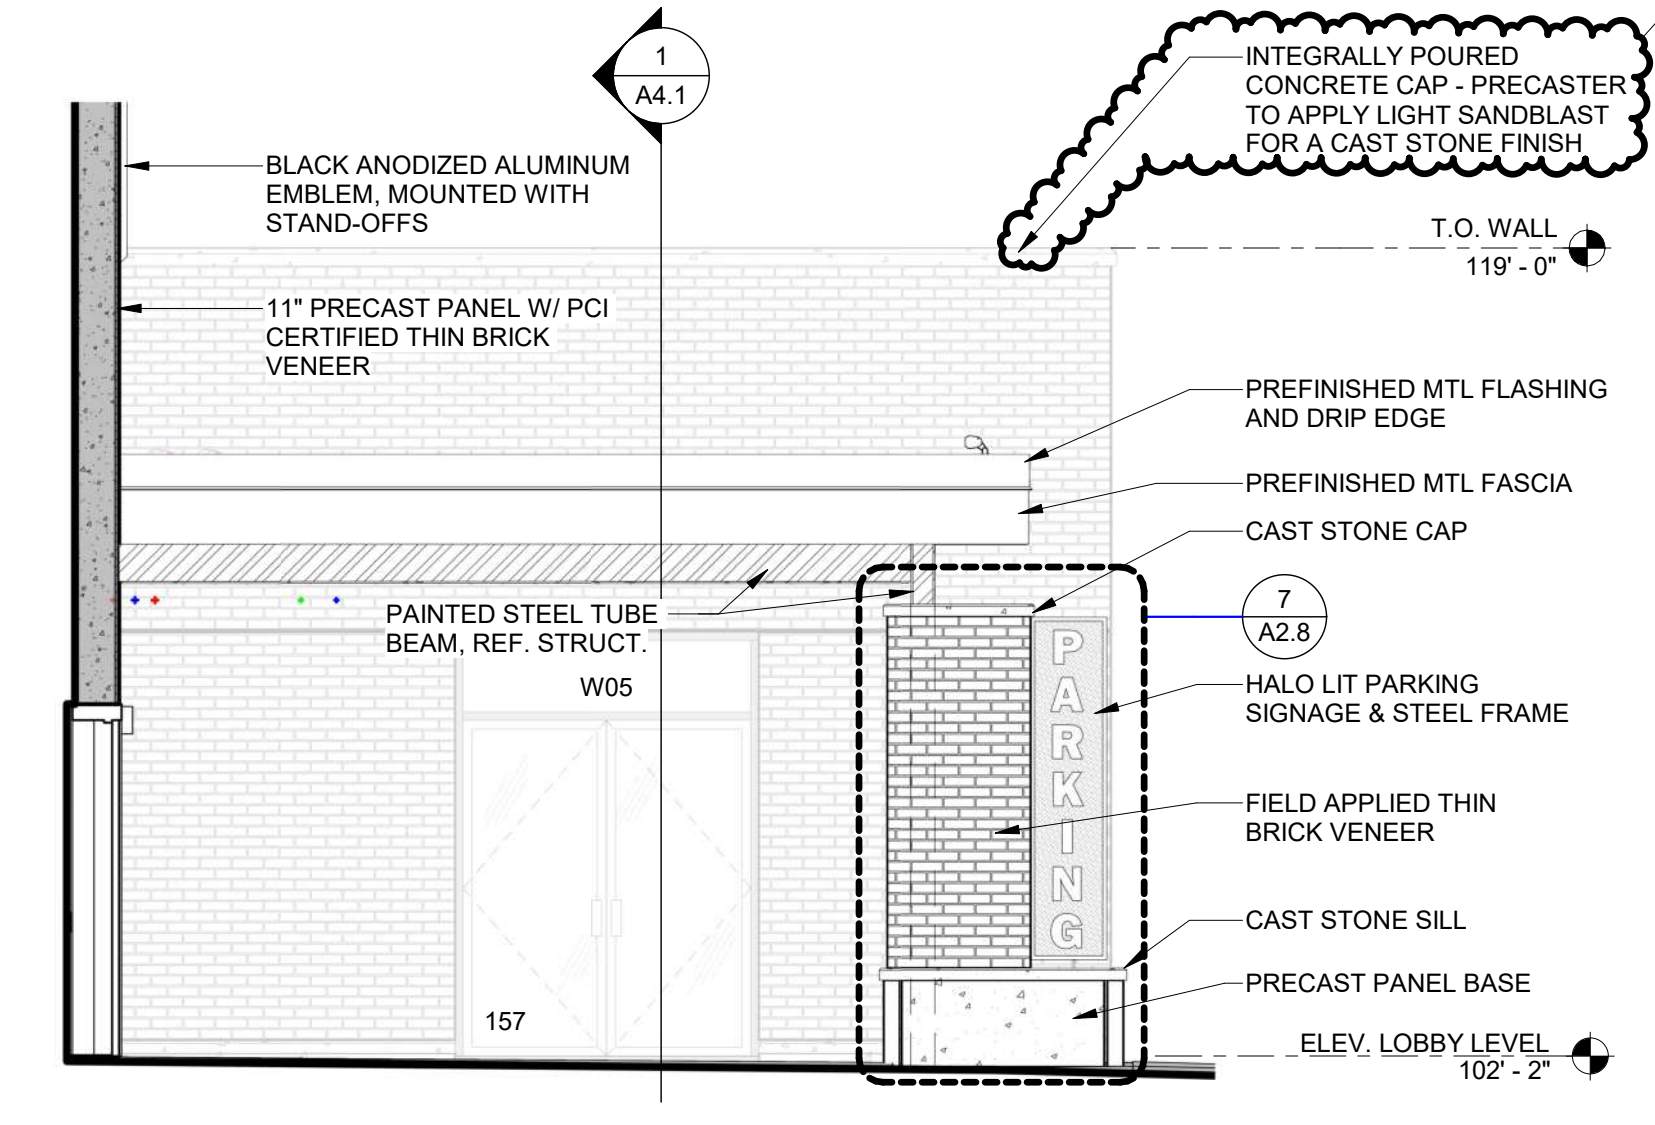 1
A4.1
INTEGRALLY POURED
CONCRETE CAP - PRECASTER
TO APPLY LIGHT SANDBLAST
FOR A CAST STONE FINISH
BLACK ANODIZED ALUMINUM
EMBLEM, MOUNTED WITH
STAND-OFFS
T.O. WALL
119' - 0"
11" PRECAST PANEL W/ PCI
CERTIFIED THIN BRICK
VENEER
PREFINISHED MTL FLASHING
AND DRIP EDGE
PREFINISHED MTL FASCIA
CAST STONE CAP
PAINTED STEEL TUBE
BEAM, REF. STRUCT.
7
A2.8
W05
PARKING
HALO LIT PARKING
SIGNAGE & STEEL FRAME
FIELD APPLIED THIN
BRICK VENEER
CAST STONE SILL
PRECAST PANEL BASE
157
ELEV. LOBBY LEVEL
102' - 2"